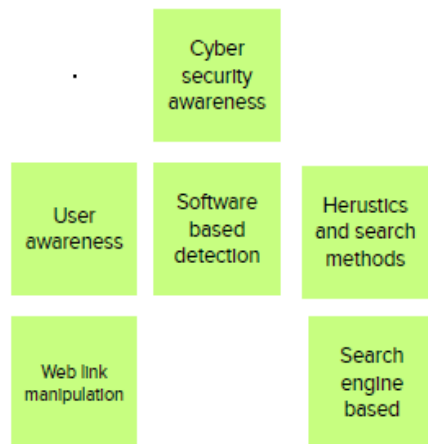 Cyber
security
awareness
User
awareness
Software
based
detection
Herustics
and search
methods
Web link
manipulation
Search
engine
based